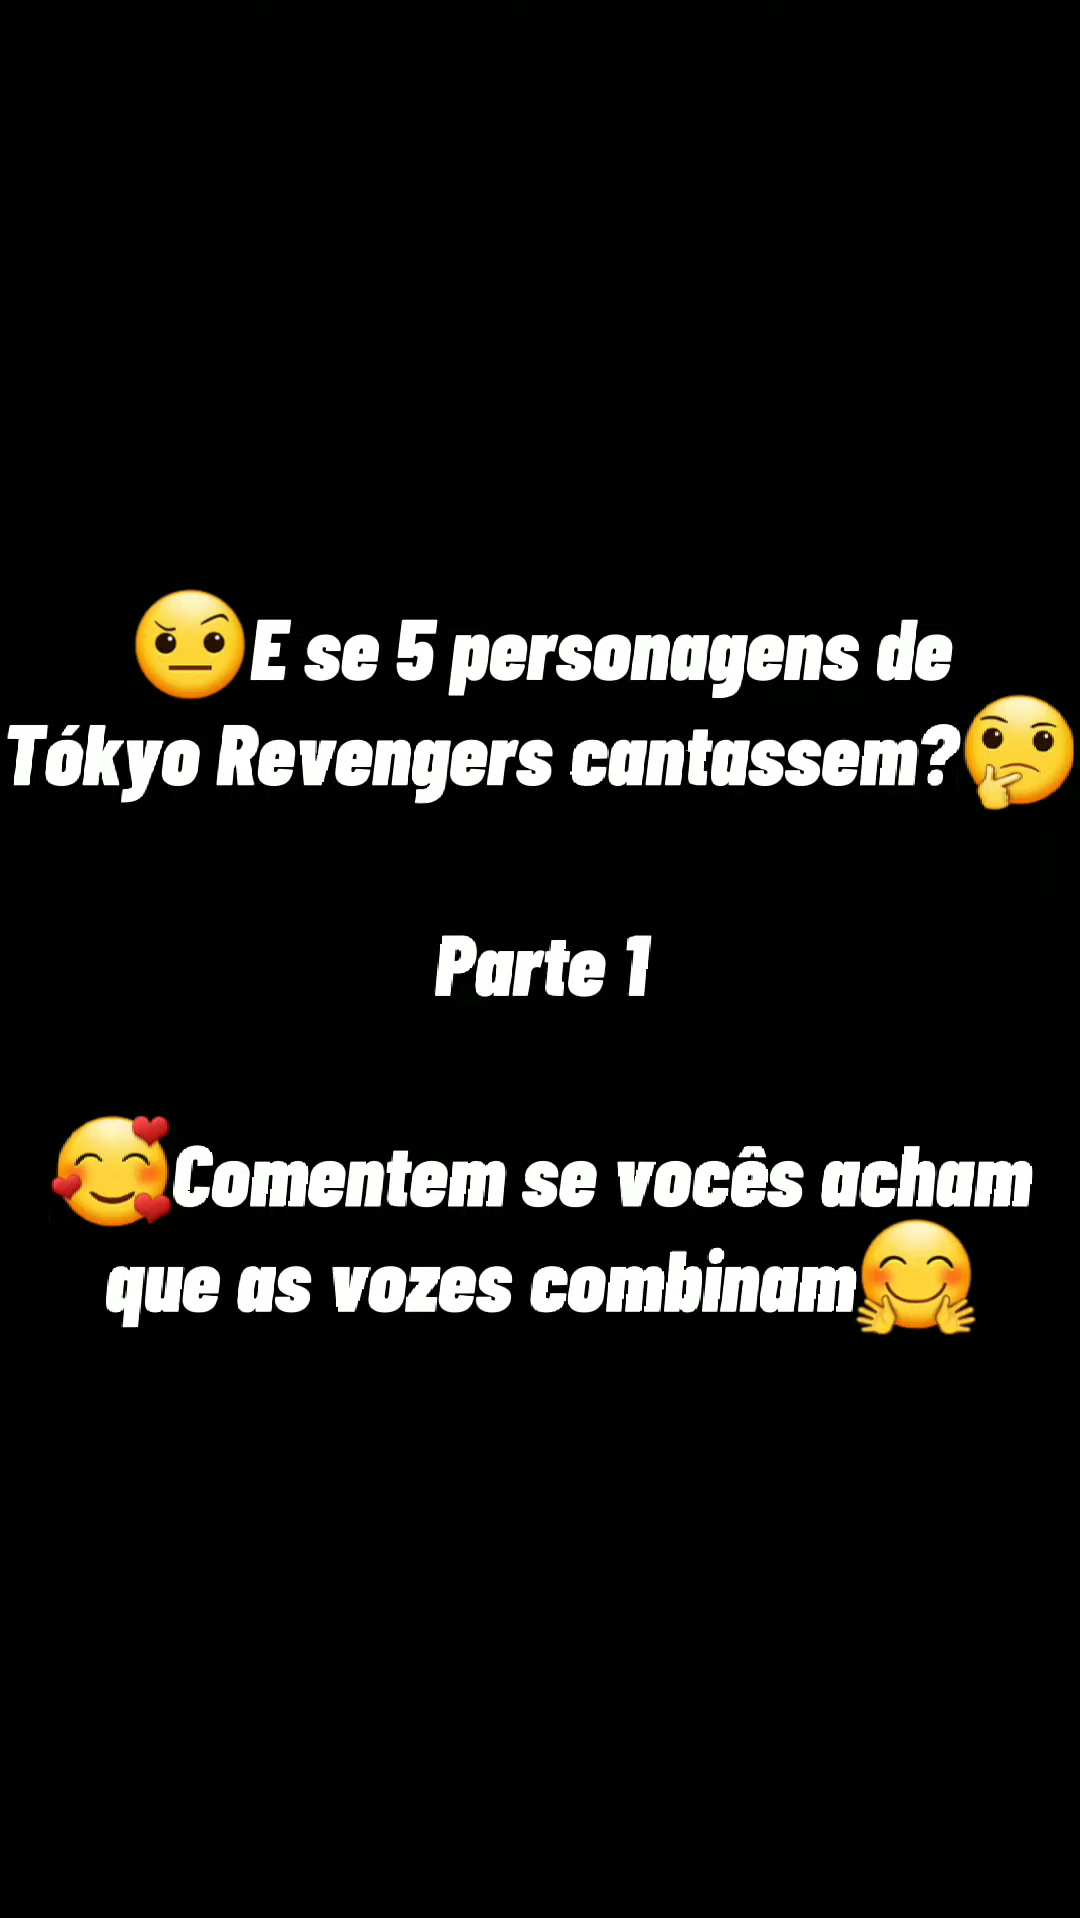 🤨E se 5 personagens de
Tókyo Revengers cantassem?🤔
Parte 1
🥰Comentem se vocês acham
que as vozes combinam🤗